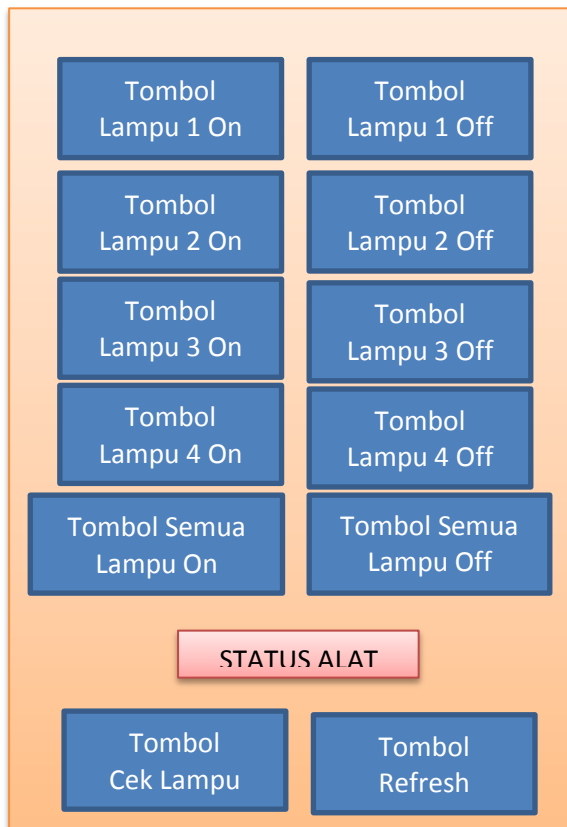 Tombol
Lampu 1 On
Tombol
Lampu 1 Off
Tombol
Lampu 2 On
Tombol
Lampu 2 Off
Tombol
Lampu 3 On
Tombol
Lampu 3 Off
Tombol
Lampu 4 On
Tombol
Lampu 4 Off
Tombol Semua
Lampu On
Tombol Semua
Lampu Off
STATUS ALAT
Tombol
Cek Lampu
Tombol
Refresh